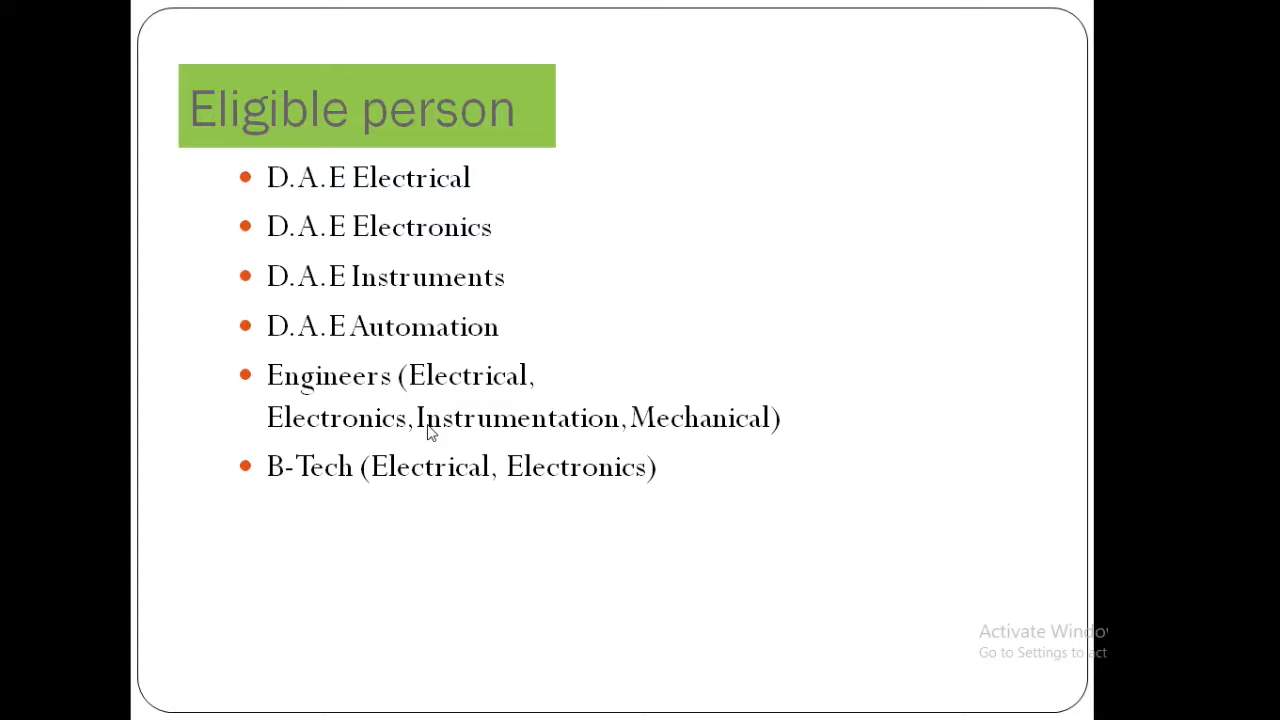 Eligible person
D.A.E Electrical
D.A.E Electronics
D.A.E Instruments
D.A.E Automation
Engineers (Electrical,
Electronics,Instrumentation,Mechanical)
B-Tech (Electrical, Electronics)
Activate Windo
Go to Settings to act